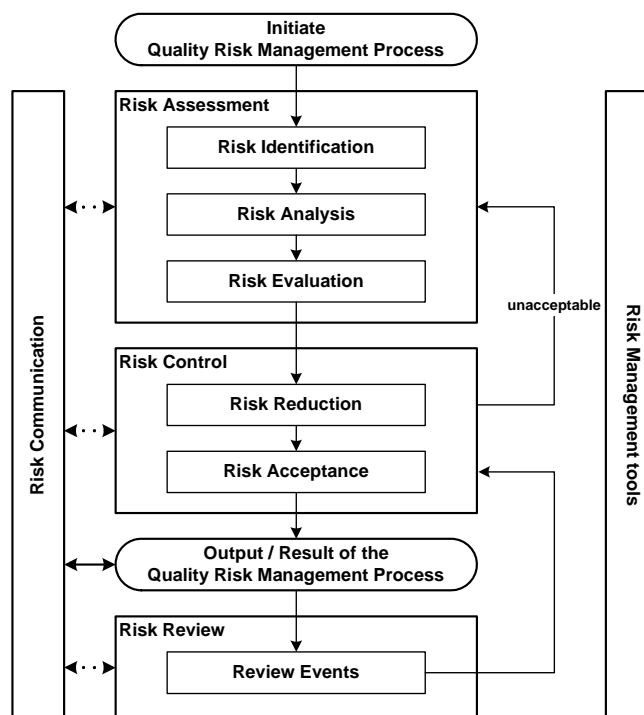 Initiate
Quality Risk Management Process
Risk Assessment
Risk Identification
Risk Analysis
Risk Evaluation
unacceptable
Risk Control
Risk Reduction
Risk Acceptance
Output / Result of the
Quality Risk Management Process
Risk Review
Review Events
Risk Communication
Risk Management tools